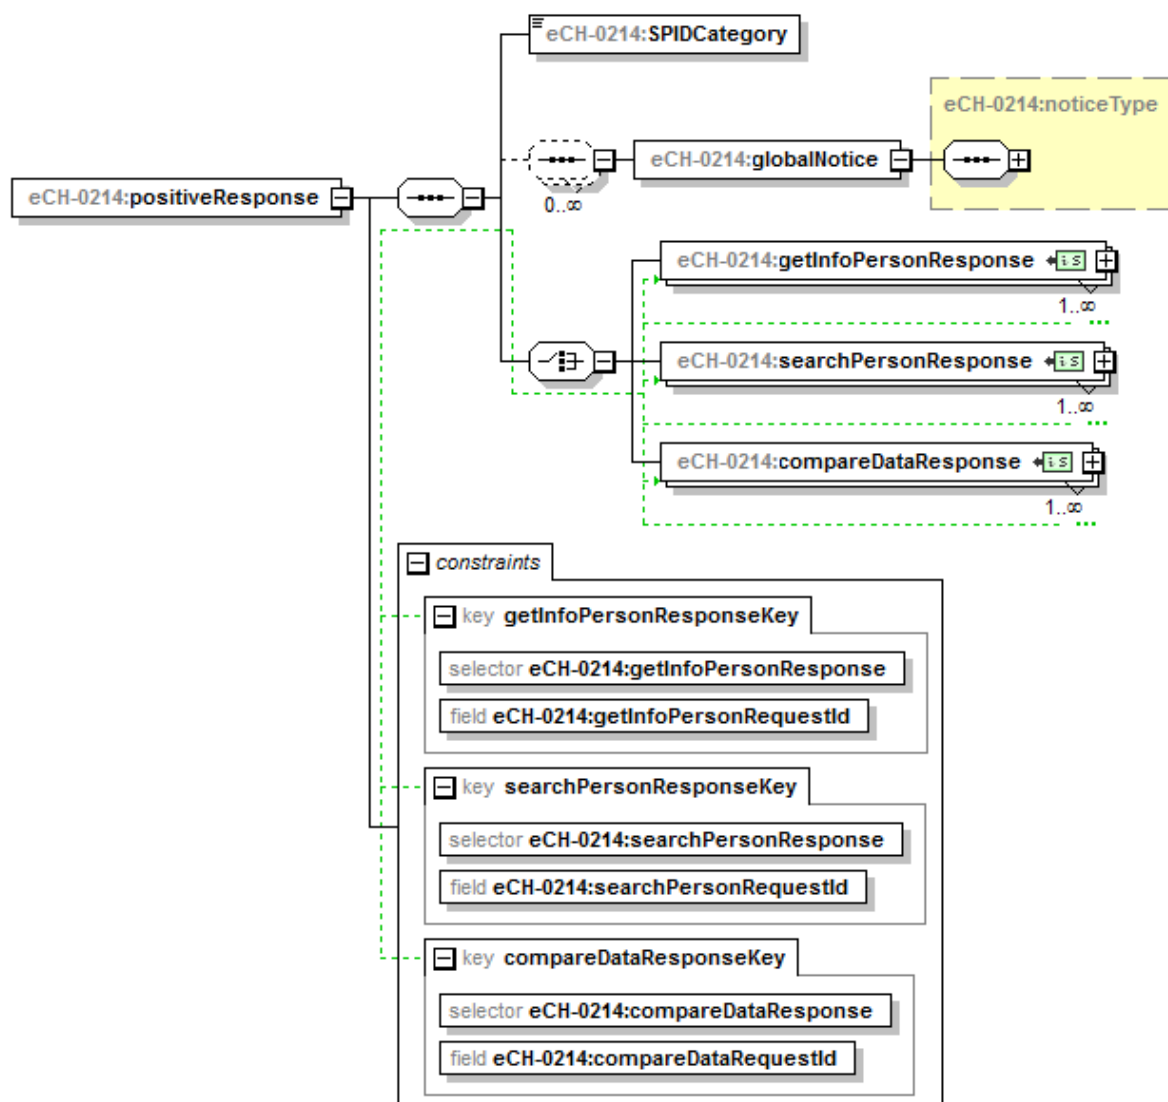 eCH-0214:SPIDCategory
eCH-0214:noticeType
eCH-0214:globalNotice
0..∞
eCH-0214:positiveResponse
eCH-0214:getInfoPersonResponse
1..∞
eCH-0214:searchPersonResponse
1..∞
eCH-0214:compareDataResponse
1..∞
constraints
key getInfoPersonResponseKey
selector eCH-0214:getInfoPersonResponse
field eCH-0214:getInfoPersonRequestId
key searchPersonResponseKey
selector eCH-0214:searchPersonResponse
field eCH-0214:searchPersonRequestId
key compareDataResponseKey
selector eCH-0214:compareDataResponse
field eCH-0214:compareDataRequestId